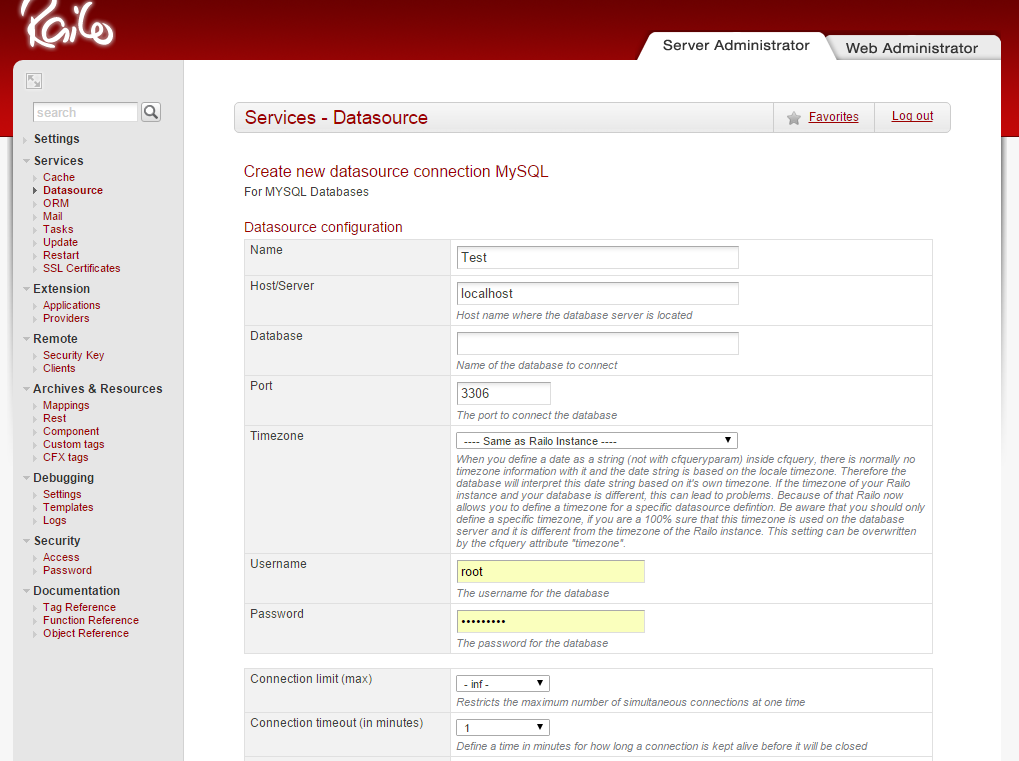 Railo
Server Administrator
Web Administrator
search
Settings
Services
Cache
Datasource
ORM
Mail
Tasks
Update
Restart
SSL Certificates
Extension
Applications
Providers
Remote
Security Key
Clients
Archives & Resources
Mappings
Rest
Component
Custom tags
CFX tags
Debugging
Settings
Templates
Logs
Security
Access
Password
Documentation
Tag Reference
Function Reference
Object Reference
Services - Datasource
Favorites
Log out
Create new datasource connection MySQL
For MYSQL Databases
Datasource configuration
Name
Test
Host/Server
localhost
Host name where the database server is located
Database
Name of the database to connect
Port
3306
The port to connect the database
Timezone
---- Same as Railo Instance ----
When you define a date as a string (not with cfqueryparam) inside cfquery, there is normally no
timezone information with it and the date string is based on the locale timezone. Therefore the
database will interpret this date string based on it's own timezone. If the timezone of your Railo
instance and your database is different, this can lead to problems. Because of that Railo now
allows you to define a timezone for a specific datasource defintion. Be aware that you should only
define a specific timezone, if you are a 100% sure that this timezone is used on the database
server and it is different from the timezone of the Railo instance. This setting can be overwritten
by the cfquery attribute "timezone".
Username
root
The username for the database
Password
•••••••••
The password for the database
Connection limit (max)
- inf -
Restricts the maximum number of simultaneous connections at one time
Connection timeout (in minutes)
1
Define a time in minutes for how long a connection is kept alive before it will be closed